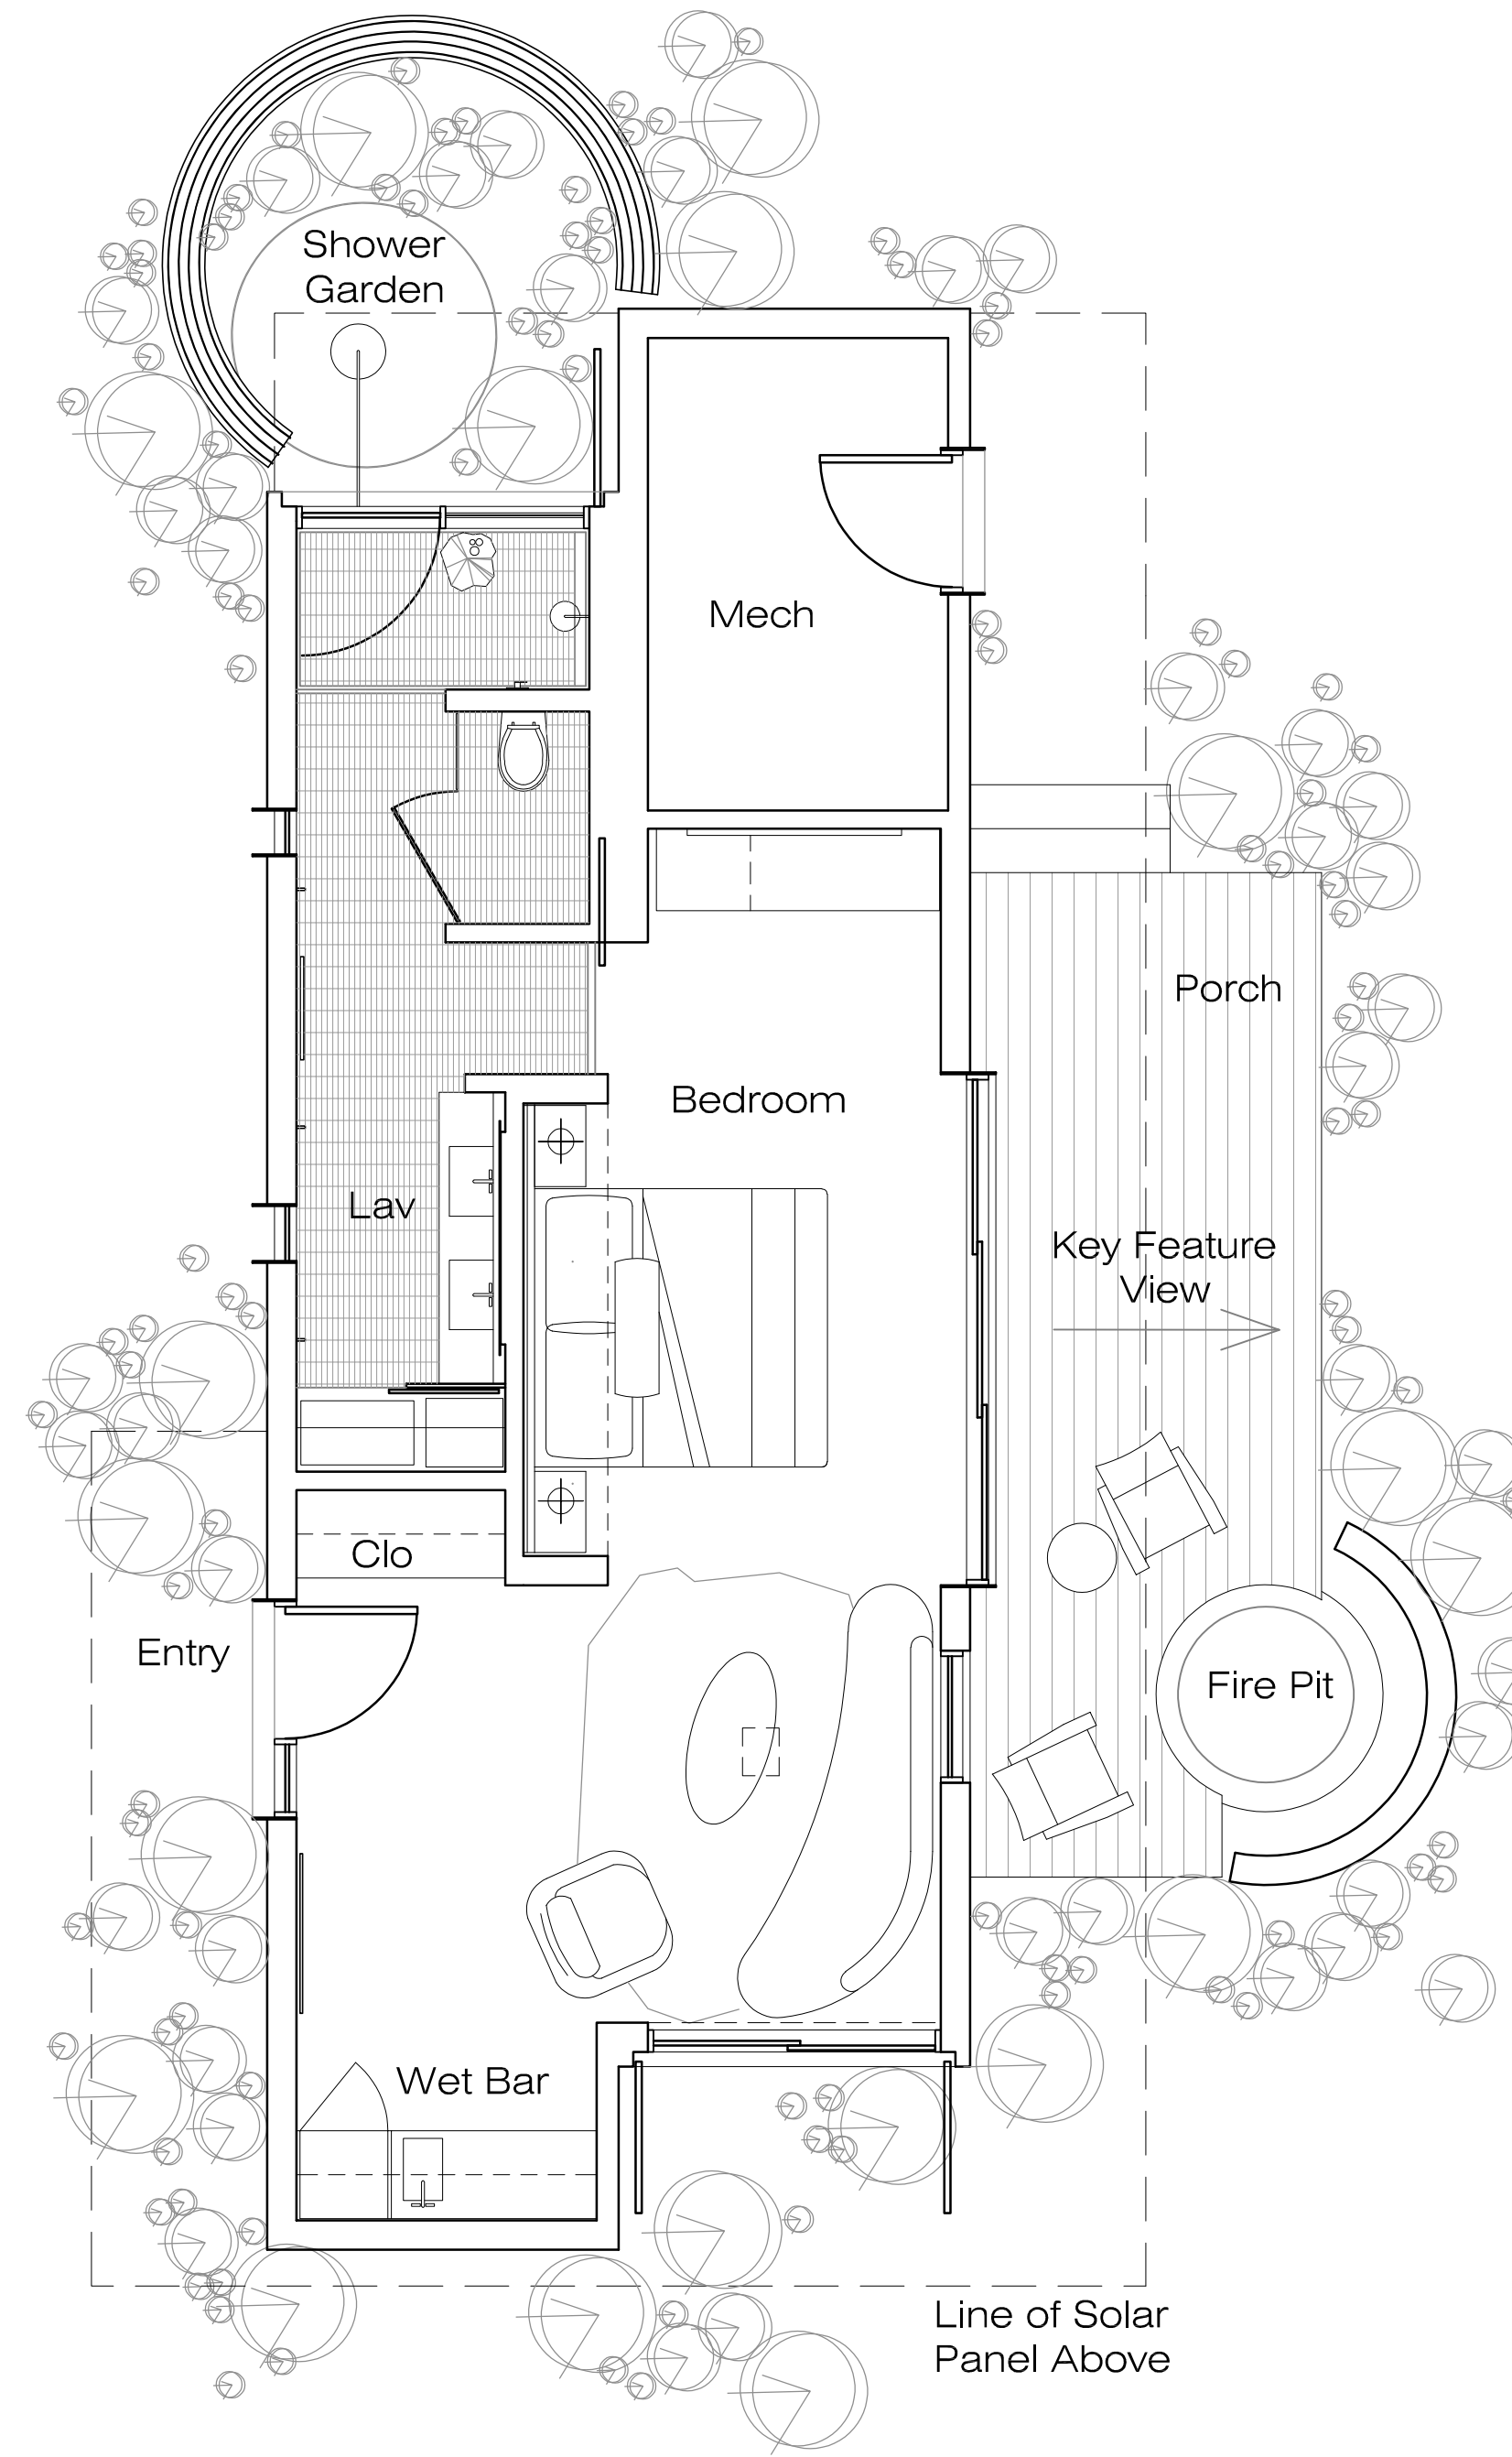 Shower
Garden
Mech
Porch
Bedroom
Lav
Key Feature
View
Clo
Entry
Fire Pit
Wet Bar
Line of Solar
Panel Above